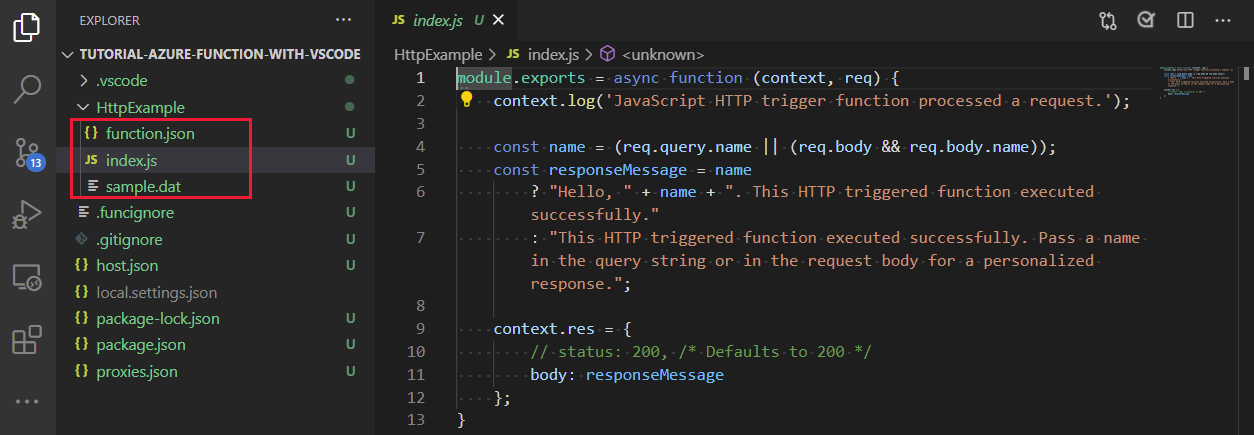 EXPLORER
TUTORIAL-AZURE-FUNCTION-WITH-VSCODE
.vscode
HttpExample
{} function.json U
JS index.js U
sample.dat U
.funcignore U
.gitignore U
{} host.json U
{} local.settings.json
{} package-lock.json U
{} package.json U
{} proxies.json U
13
JS index.js U
HttpExample > JS index.js > <unknown>
1 module.exports = async function (context, req) {
2 context.log('JavaScript HTTP trigger function processed a request.');
3
4 const name = (req.query.name || (req.body && req.body.name));
5 const responseMessage = name
6 ? "Hello, " + name + ". This HTTP triggered function executed
successfully."
7 : "This HTTP triggered function executed successfully. Pass a name
in the query string or in the request body for a personalized
response.";
8
9 context.res = {
10 // status: 200, /* Defaults to 200 */
11 body: responseMessage
12 };
13 }